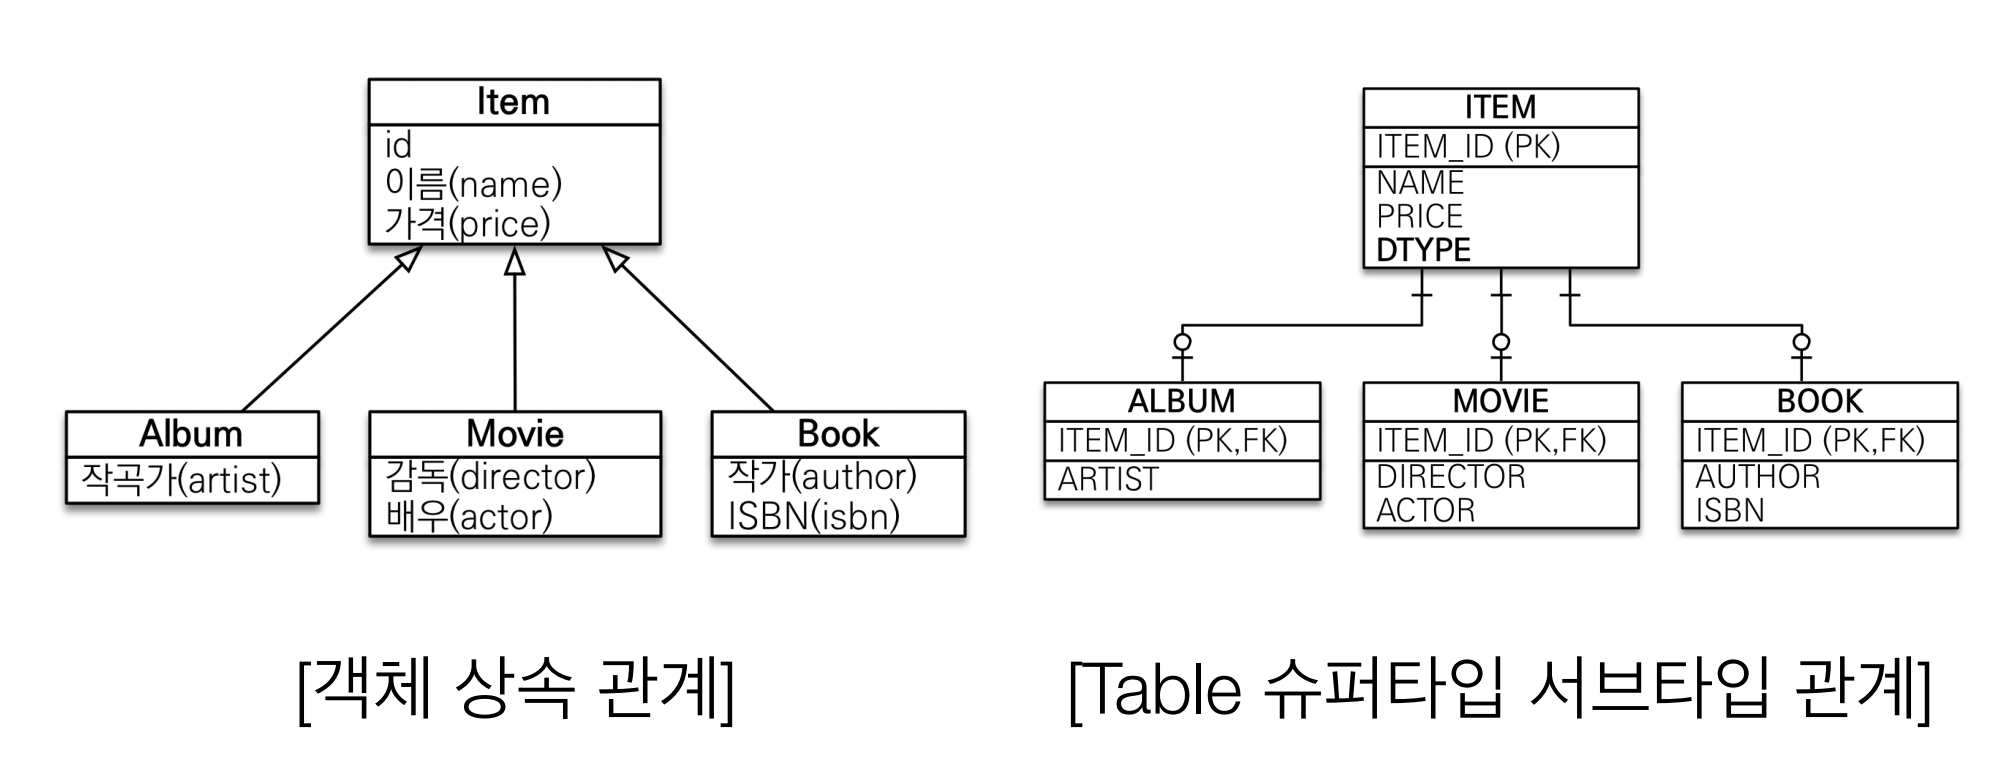 Item
id
이름(name)
가격(price)
Album
작곡가(artist)
Movie
감독(director)
배우(actor)
Book
작가(author)
ISBN(isbn)
[객체 상속 관계]
ITEM
ITEM_ID (PK)
NAME
PRICE
DTYPE
ALBUM
ITEM_ID (PK,FK)
ARTIST
MOVIE
ITEM_ID (PK,FK)
DIRECTOR
ACTOR
BOOK
ITEM_ID (PK,FK)
AUTHOR
ISBN
[Table 슈퍼타입 서브타입 관계]